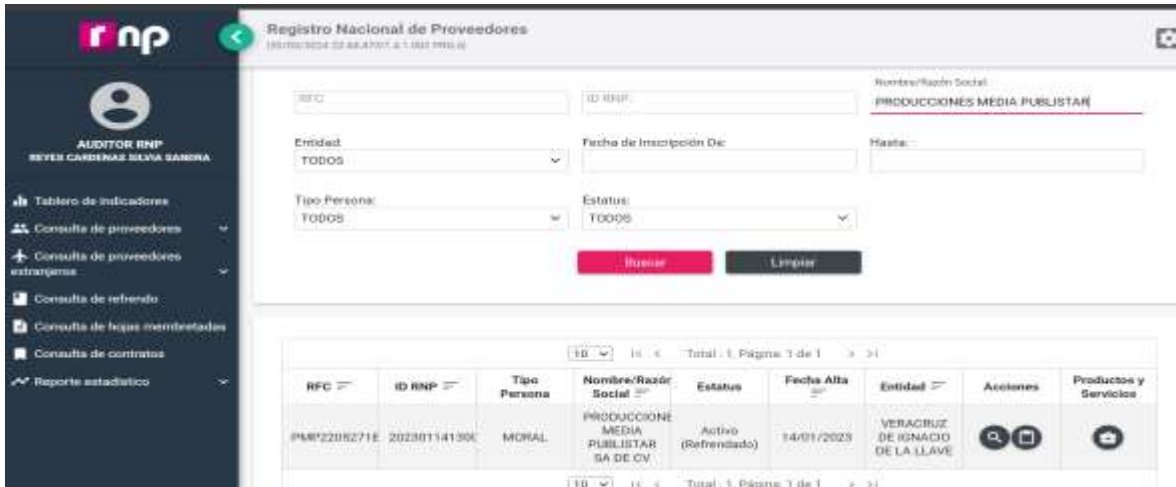 rnp
Registro Nacional de Proveedores
AUDITOR RNP
REYES CARDENAS SILVIA SANDRA
Tablero de indicadores
Consulta de proveedores
Consulta de proveedores
extranjeros
Consulta de refrendo
Consulta de hojas membretadas
Consulta de contratos
Reporte estadístico
RFC
ID RNP:
Nombre/Razón Social:
PRODUCCIONES MEDIA PUBLISTAR
Entidad:
TODOS
Fecha de Inscripción De:
Hasta:
Tipo Persona:
TODOS
Estatus:
TODOS
Buscar
Limpiar
10 Total : 1, Página: 1 de 1
RFC ID RNP Tipo Persona Nombre/Razón Social Estatus Fecha Alta Entidad Acciones Productos y Servicios
MORAL PRODUCCIONE MEDIA PUBLISTAR SA DE CV Activo (Refrendado) 14/01/2023 VERACRUZ DE IGNACIO DE LA LLAVE
10 Total : 1, Página: 1 de 1